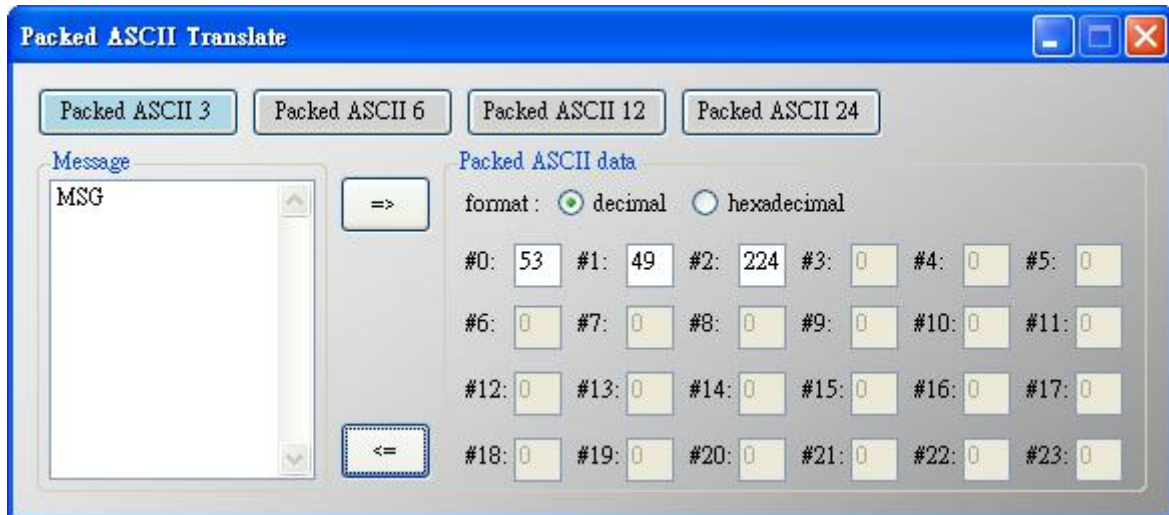 Packed ASCII Translate
Packed ASCII 3 Packed ASCII 6 Packed ASCII 12 Packed ASCII 24
Message Packed ASCII data
MSG => format : decimal hexadecimal
#0: 53 #1: 49 #2: 224 #3: 0 #4: 0 #5: 0
#6: 0 #7: 0 #8: 0 #9: 0 #10: 0 #11: 0
#12: 0 #13: 0 #14: 0 #15: 0 #16: 0 #17: 0
<= #18: 0 #19: 0 #20: 0 #21: 0 #22: 0 #23: 0